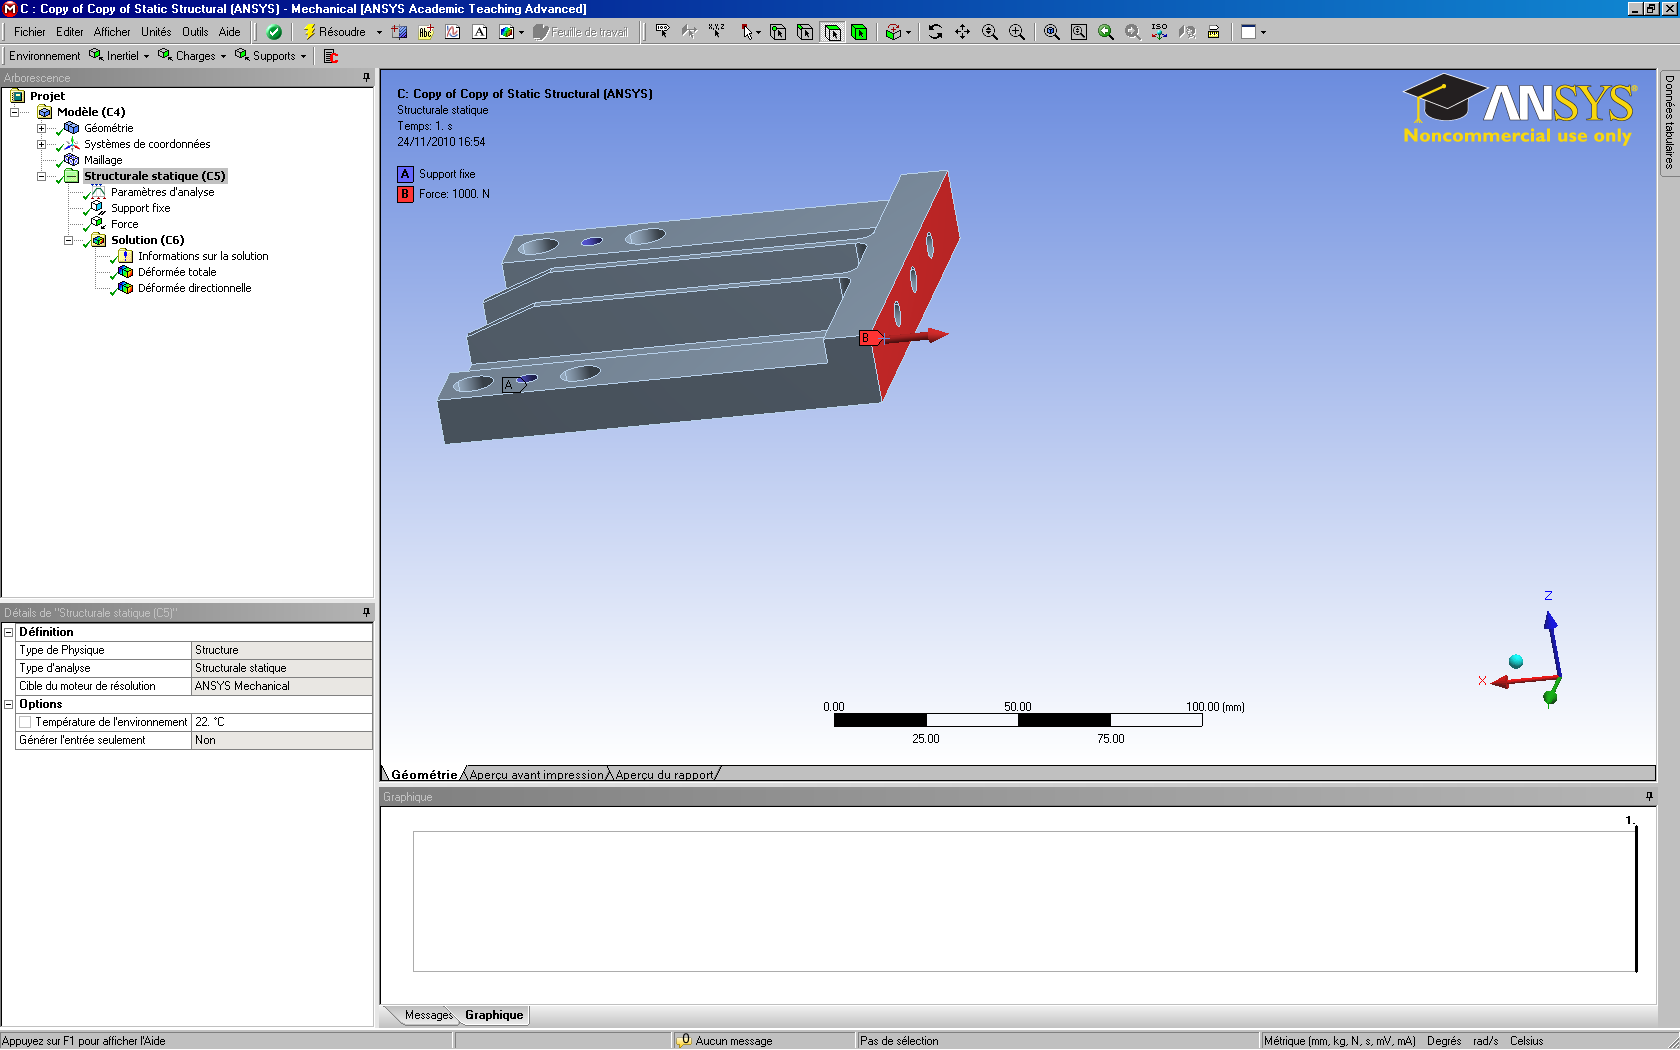 C : Copy of Copy of Static Structural (ANSYS) - Mechanical [ANSYS Academic Teaching Advanced]
Fichier Editer Afficher Unités Outils Aide Résoudre Feuille de travail
Environnement Inertiel Charges Supports
Arborescence
Projet
Modèle (C4)
Géométrie
Systèmes de coordonnées
Maillage
Structurale statique (C5)
Paramètres d'analyse
Support fixe
Force
Solution (C6)
Informations sur la solution
Déformée totale
Déformée directionnelle
Détails de "Structurale statique (C5)"
Définition
Type de Physique Structure
Type d'analyse Structurale statique
Cible du moteur de résolution ANSYS Mechanical
Options
Température de l'environnement 22. °C
Générer l'entrée seulement Non
C: Copy of Copy of Static Structural (ANSYS)
Structurale statique
Temps: 1. s
24/11/2010 16:54
A Support fixe
B Force: 1000. N
ANSYS
Noncommercial use only
A
B
Z
X
0.00 50.00 100.00 (mm)
25.00 75.00
Géométrie Aperçu avant impression Aperçu du rapport
Données tabulaires
Graphique
1.
Messages Graphique
Appuyez sur F1 pour afficher l'Aide 0 Aucun message Pas de sélection Métrique (mm, kg, N, s, mV, mA) Degrés rad/s Celsius